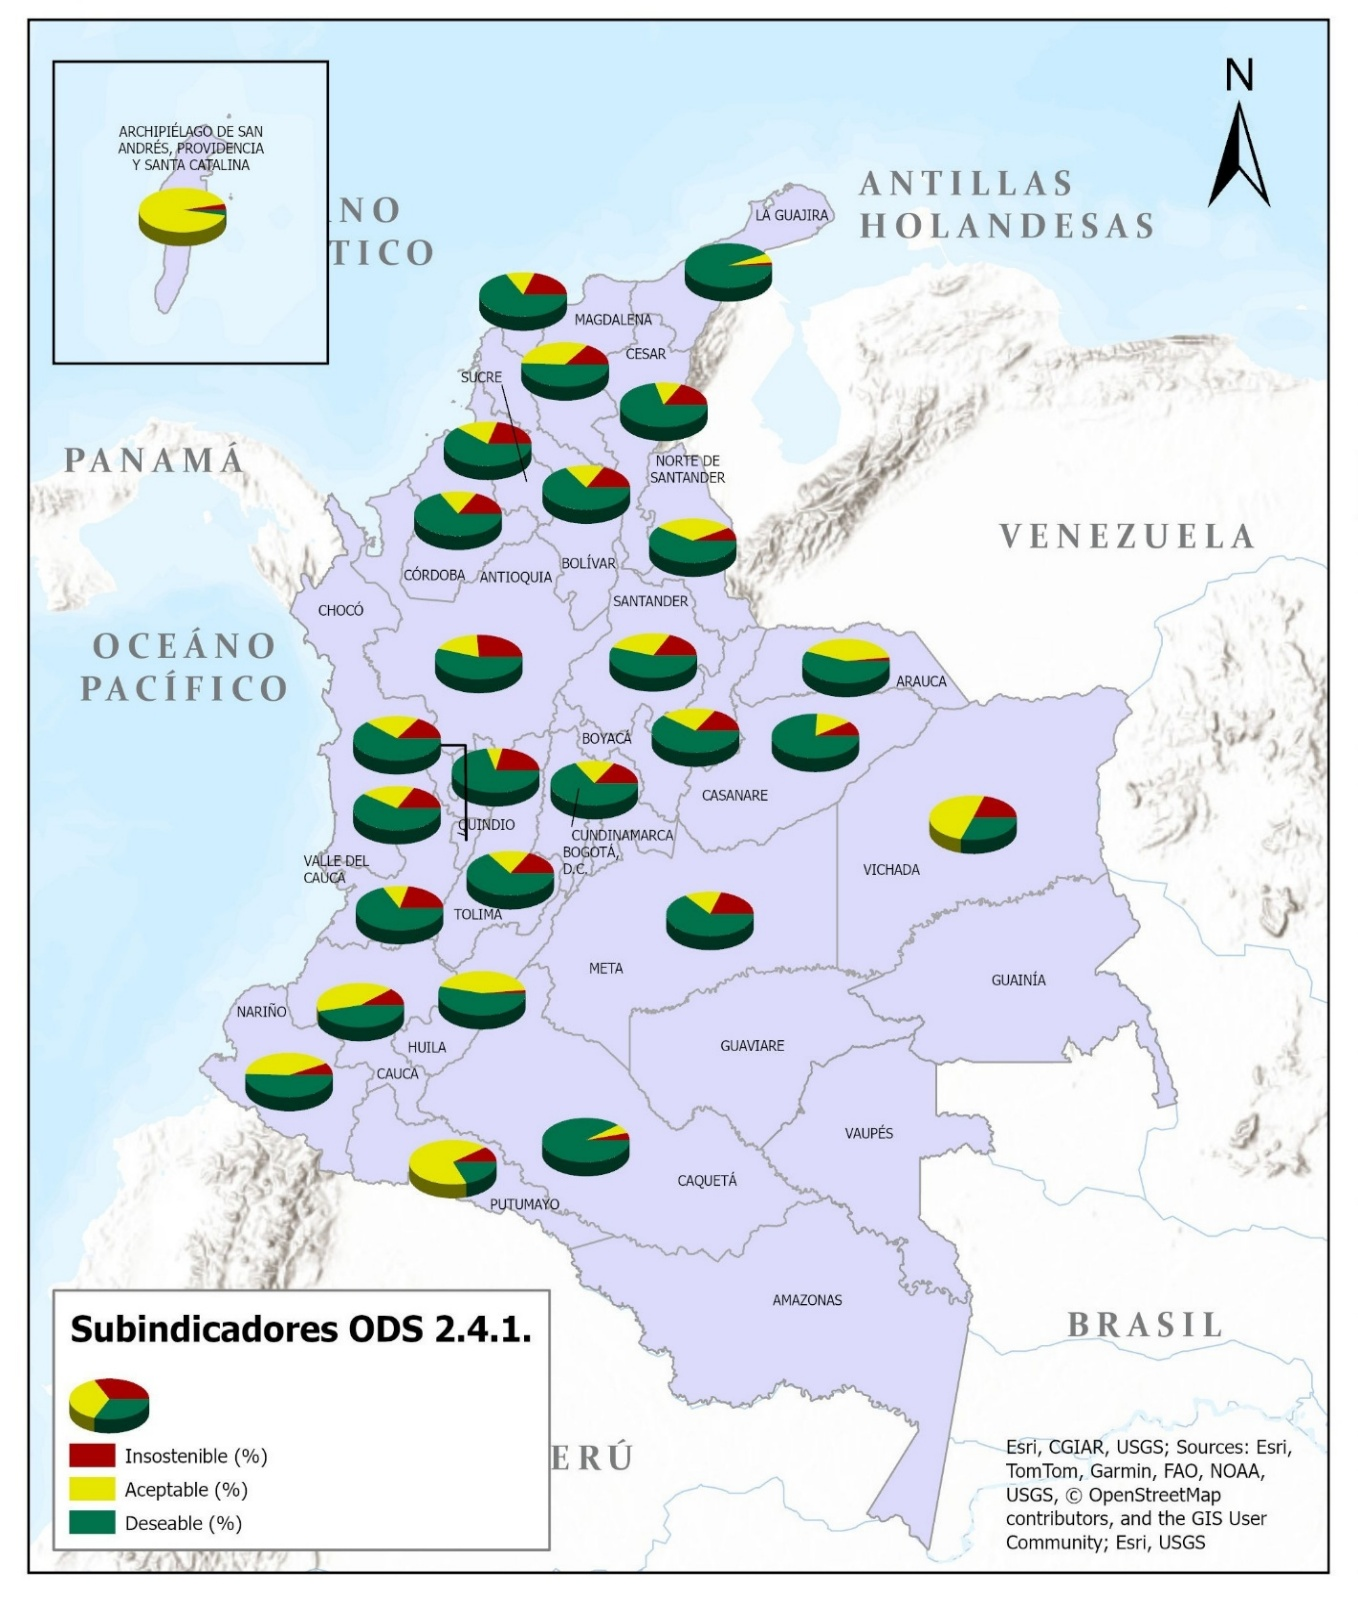 N
ARCHIPIÉLAGO DE SAN
ANDRÉS, PROVIDENCIA
Y SANTA CATALINA
NO
TICO
ANTILLAS
HOLANDESAS
LA GUAJIRA
MAGDALENA
CESAR
SUCRE
PANAMÁ
NORTE DE
SANTANDER
VENEZUELA
BOLÍVAR
CÓRDOBA
ANTIOQUIA
CHOCÓ
SANTANDER
OCEÁNO
PACÍFICO
ARAUCA
BOYACÁ
CASANARE
QUINDIO
CUNDINAMARCA
BOGOTÁ,
D.C.
VALLE DEL
CAUCA
VICHADA
TOLIMA
META
GUAINÍA
NARIÑO
HUILA
GUAVIARE
CAUCA
VAUPÉS
CAQUETÁ
PUTUMAYO
AMAZONAS
BRASIL
Subindicadores ODS 2.4.1.
Insostenible (%)
Aceptable (%)
Deseable (%)
ERÚ
Esri, CGIAR, USGS; Sources: Esri,
TomTom, Garmin, FAO, NOAA,
USGS, © OpenStreetMap
contributors, and the GIS User
Community; Esri, USGS